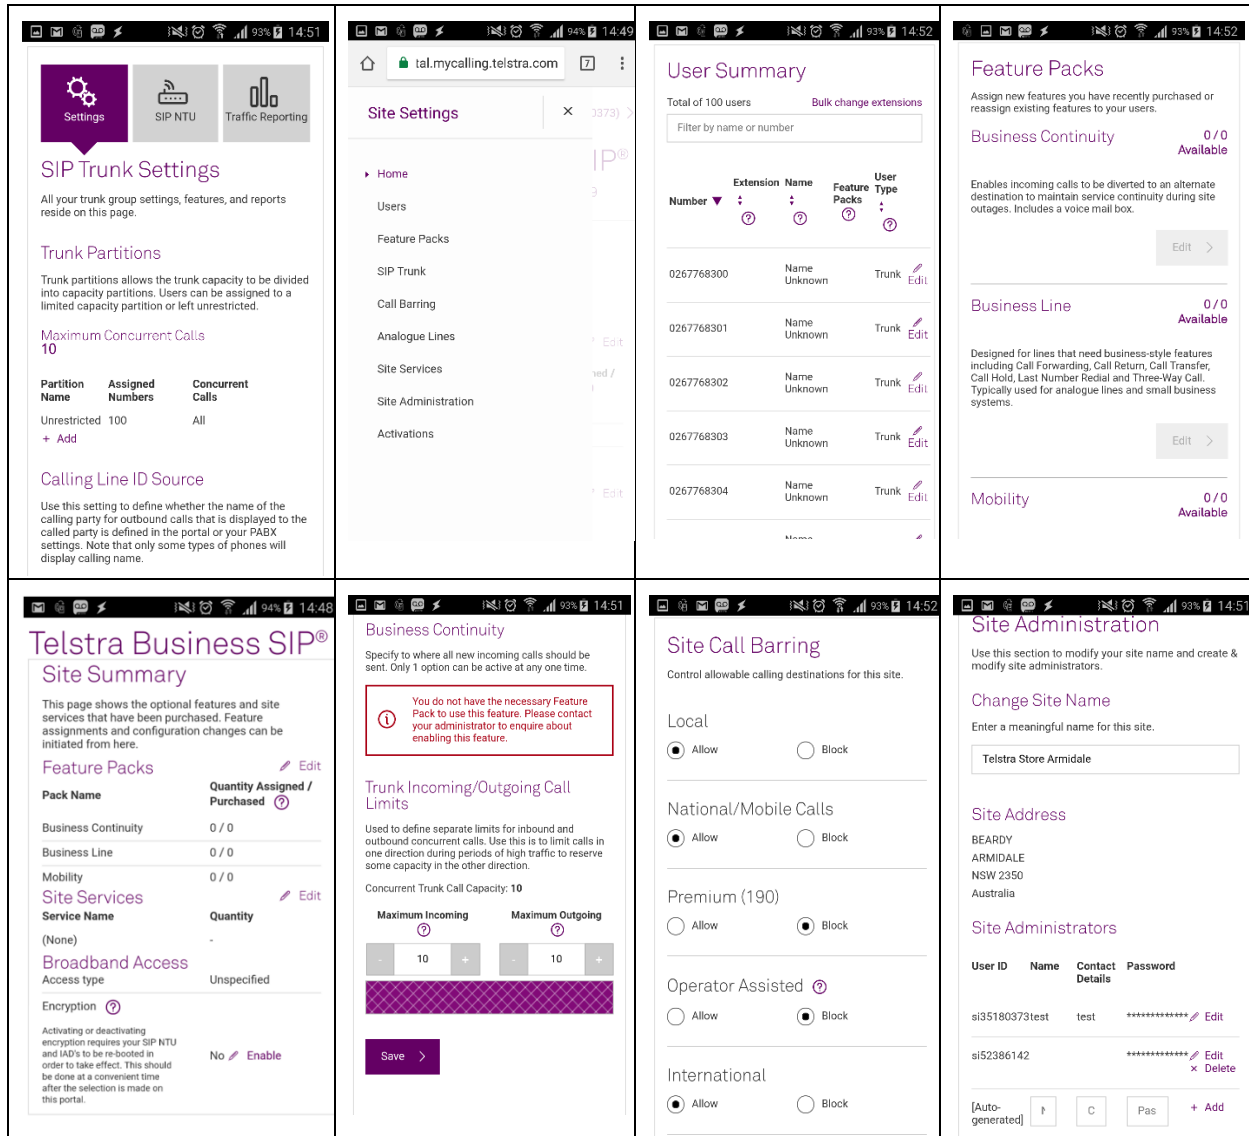 93% 14:51
Settings
SIP NTU
Traffic Reporting
SIP Trunk Settings
All your trunk group settings, features, and reports
reside on this page.
Trunk Partitions
Trunk partitions allows the trunk capacity to be divided
into capacity partitions. Users can be assigned to a
limited capacity partition or left unrestricted.
Maximum Concurrent Calls
10
Partition Name Assigned Numbers Concurrent Calls
Unrestricted 100 All
+ Add
Calling Line ID Source
Use this setting to define whether the name of the
calling party for outbound calls that is displayed to the
called party is defined in the portal or your PABX
settings. Note that only some types of phones will
display calling name.
94% 14:49
tal.mycalling.telstra.com 7
Site Settings ×
0373)
IP®
9
Home
Users
Feature Packs
SIP Trunk
Call Barring
Analogue Lines
Edit
Site Services
ned /
Site Administration
Activations
Edit
93% 14:52
User Summary
Total of 100 users Bulk change extensions
Filter by name or number
Number Extension Name Feature Packs User Type
0267768300 Name Unknown Trunk Edit
0267768301 Name Unknown Trunk Edit
0267768302 Name Unknown Trunk Edit
0267768303 Name Unknown Trunk Edit
0267768304 Name Unknown Trunk Edit
93% 14:52
Feature Packs
Assign new features you have recently purchased or
reassign existing features to your users.
Business Continuity 0/0
Available
Enables incoming calls to be diverted to an alternate
destination to maintain service continuity during site
outages. Includes a voice mail box.
Edit
Business Line 0/0
Available
Designed for lines that need business-style features
including Call Forwarding, Call Return, Call Transfer,
Call Hold, Last Number Redial and Three-Way Call.
Typically used for analogue lines and small business
systems.
Edit
Mobility 0/0
Available
94% 14:48
Telstra Business SIP®
Site Summary
This page shows the optional features and site
services that have been purchased. Feature
assignments and configuration changes can be
initiated from here.
Feature Packs Edit
Pack Name Quantity Assigned / Purchased
Business Continuity 0 / 0
Business Line 0 / 0
Mobility 0 / 0
Site Services Edit
Service Name Quantity
(None) -
Broadband Access
Access type Unspecified
Encryption
Activating or deactivating
encryption requires your SIP NTU
and IAD's to be re-booted in
order to take effect. This should
be done at a convenient time
after the selection is made on
this portal.
No Enable
93% 14:51
Business Continuity
Specify to where all new incoming calls should be
sent. Only 1 option can be active at any one time.
You do not have the necessary Feature
Pack to use this feature. Please contact
your administrator to enquire about
enabling this feature.
Trunk Incoming/Outgoing Call
Limits
Used to define separate limits for inbound and
outbound concurrent calls. Use this is to limit calls in
one direction during periods of high traffic to reserve
some capacity in the other direction.
Concurrent Trunk Call Capacity: 10
Maximum Incoming Maximum Outgoing
- 10 + - 10 +
Save
93% 14:52
Site Call Barring
Control allowable calling destinations for this site.
Local
Allow Block
National/Mobile Calls
Allow Block
Premium (190)
Allow Block
Operator Assisted
Allow Block
International
Allow Block
93% 14:51
Site Administration
Use this section to modify your site name and create &
modify site administrators.
Change Site Name
Enter a meaningful name for this site.
Telstra Store Armidale
Site Address
BEARDY
ARMIDALE
NSW 2350
Australia
Site Administrators
User ID Name Contact Details Password
si35180373 test test ************* Edit
si52386142 ************* Edit
× Delete
[Auto-generated] N C Pas + Add